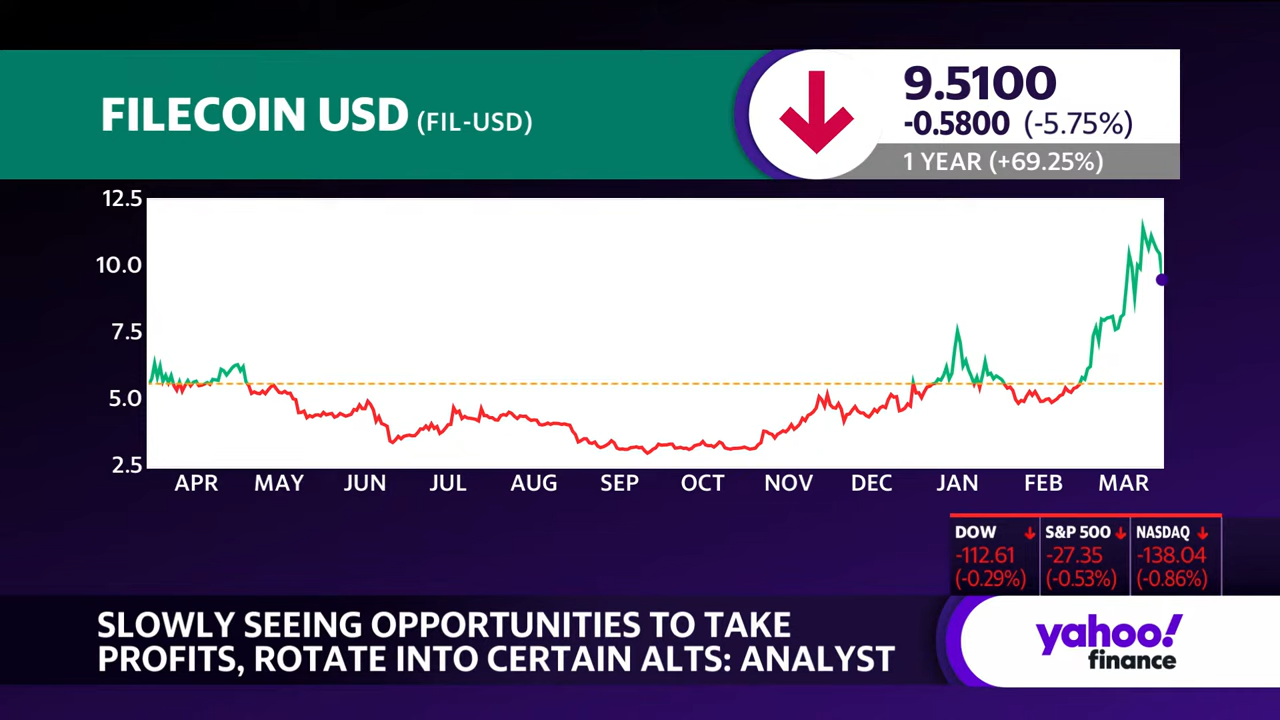 FILECOIN USD (FIL-USD)
9.5100
-0.5800 (-5.75%)
1 YEAR (+69.25%)
12.5
10.0
7.5
5.0
2.5
APR MAY JUN JUL AUG SEP OCT NOV DEC JAN FEB MAR
DOW S&P 500 NASDAQ
-112.61 -27.35 -138.04
(-0.29%) (-0.53%) (-0.86%)
SLOWLY SEEING OPPORTUNITIES TO TAKE
PROFITS, ROTATE INTO CERTAIN ALTS: ANALYST
yahoo!
finance